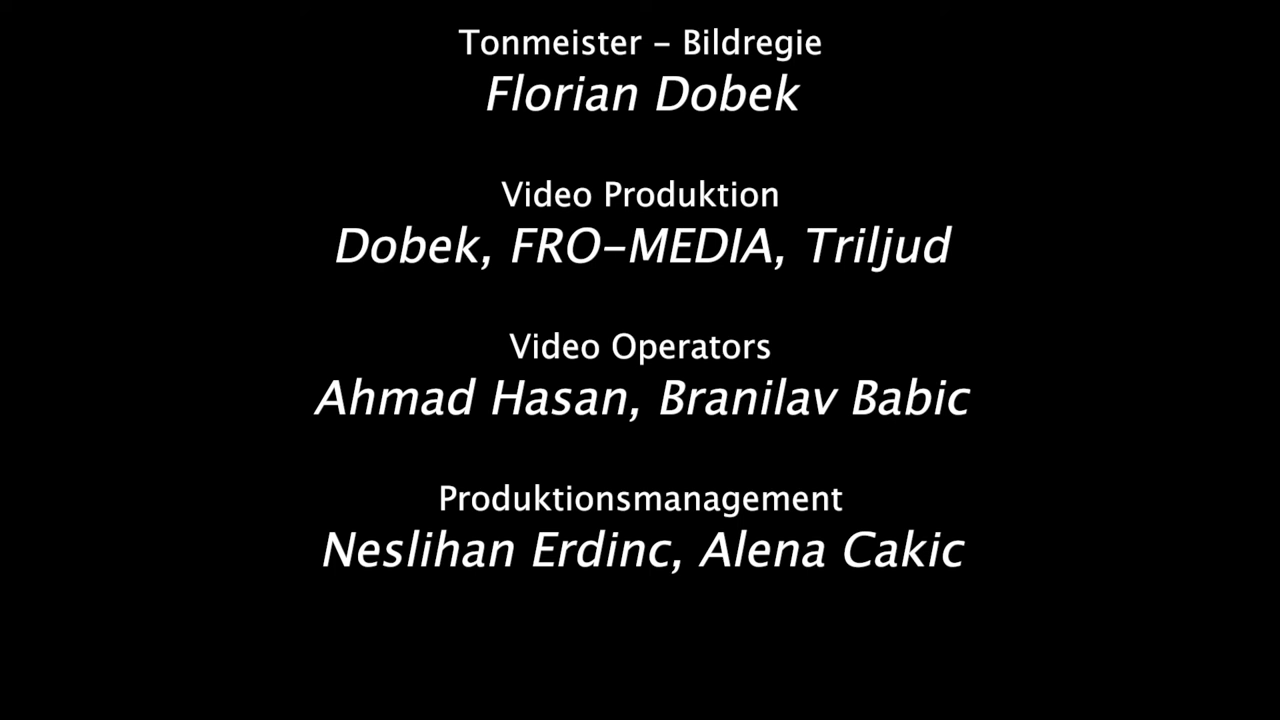 Tonmeister – Bildregie
Florian Dobek
Video Produktion
Dobek, FRO–MEDIA, Triljud
Video Operators
Ahmad Hasan, Branilav Babic
Produktionsmanagement
Neslihan Erdinc, Alena Cakic